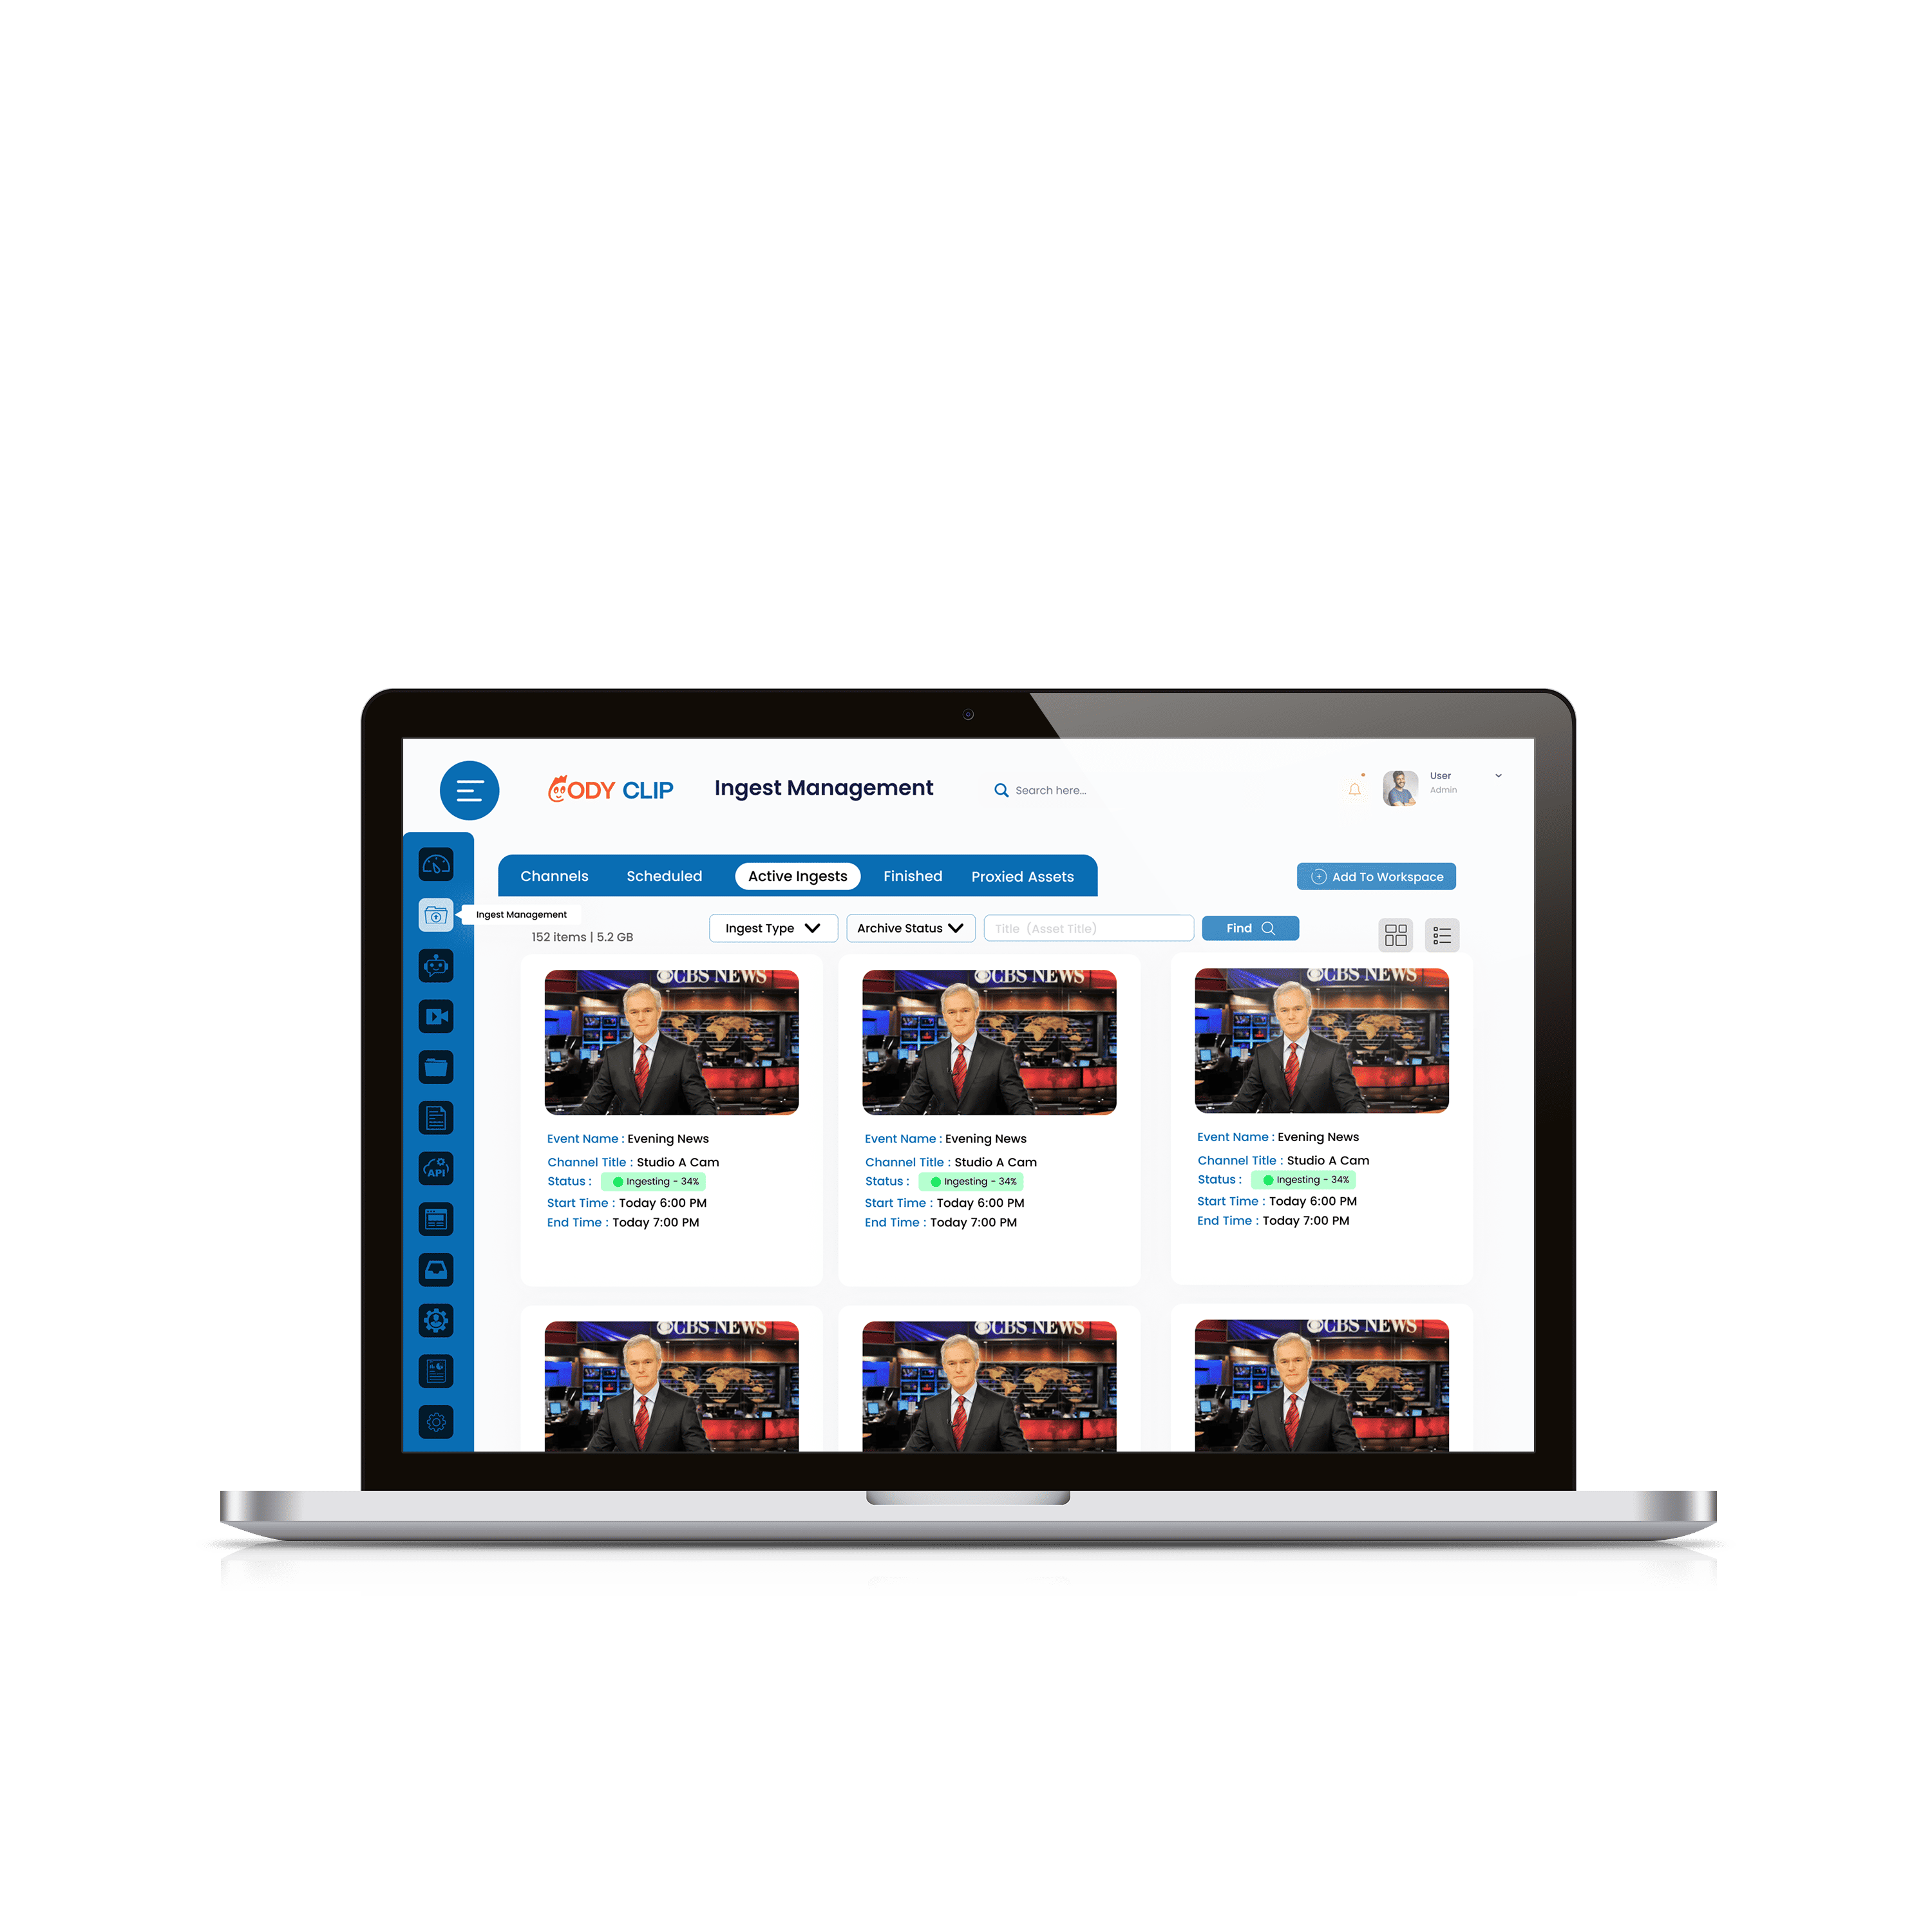 CODY CLIP
Ingest Management
Search here...
User
Admin
Channels
Scheduled
Active Ingests
Finished
Proxied Assets
Add To Workspace
Ingest Management
152 items | 5.2 GB
Ingest Type
Archive Status
Title (Asset Title)
Find
API
CBS NEWS
CBS NEWS
CBS NEWS
Event Name : Evening News
Channel Title : Studio A Cam
Status : Ingesting - 34%
Start Time : Today 6:00 PM
End Time : Today 7:00 PM
Event Name : Evening News
Channel Title : Studio A Cam
Status : Ingesting - 34%
Start Time : Today 6:00 PM
End Time : Today 7:00 PM
Event Name : Evening News
Channel Title : Studio A Cam
Status : Ingesting - 34%
Start Time : Today 6:00 PM
End Time : Today 7:00 PM
CBS NEWS
CBS NEWS
CBS NEWS